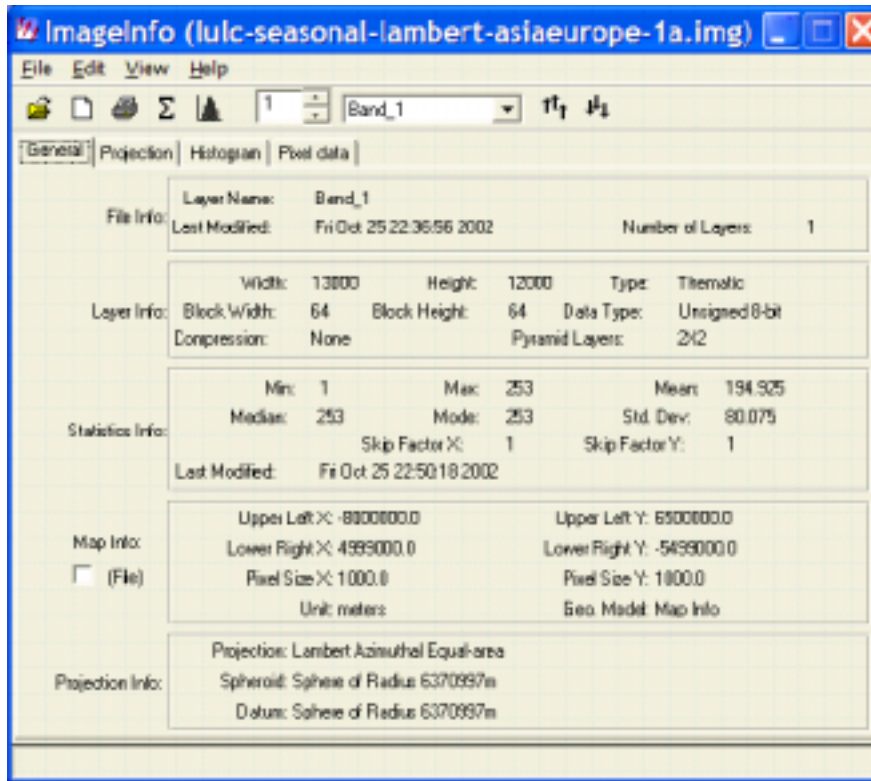 ImageInfo (lulc-seasonal-lambert-asiaeurope-1a.img)
File Edit View Help
Σ 1 Band_1
General Projection Histogram Pixel data
File Info:
Layer Name: Band_1
Last Modified: Fri Oct 25 22:36:56 2002 Number of Layers: 1
Layer Info:
Width: 13000 Height: 12000 Type: Thematic
Block Width: 64 Block Height: 64 Data Type: Unsigned 8-bit
Compression: None Pyramid Layers: 2X2
Statistics Info:
Min: 1 Max: 253 Mean: 194.925
Median: 253 Mode: 253 Std. Dev: 80.075
Skip Factor X: 1 Skip Factor Y: 1
Last Modified: Fri Oct 25 22:50:18 2002
Map Info:
(File)
Upper Left X: -8000000.0 Upper Left Y: 6500000.0
Lower Right X: 4999000.0 Lower Right Y: -5499000.0
Pixel Size X: 1000.0 Pixel Size Y: 1000.0
Unit: meters Geo. Model: Map Info
Projection Info:
Projection: Lambert Azimuthal Equal-area
Spheroid: Sphere of Radius 6370997m
Datum: Sphere of Radius 6370997m